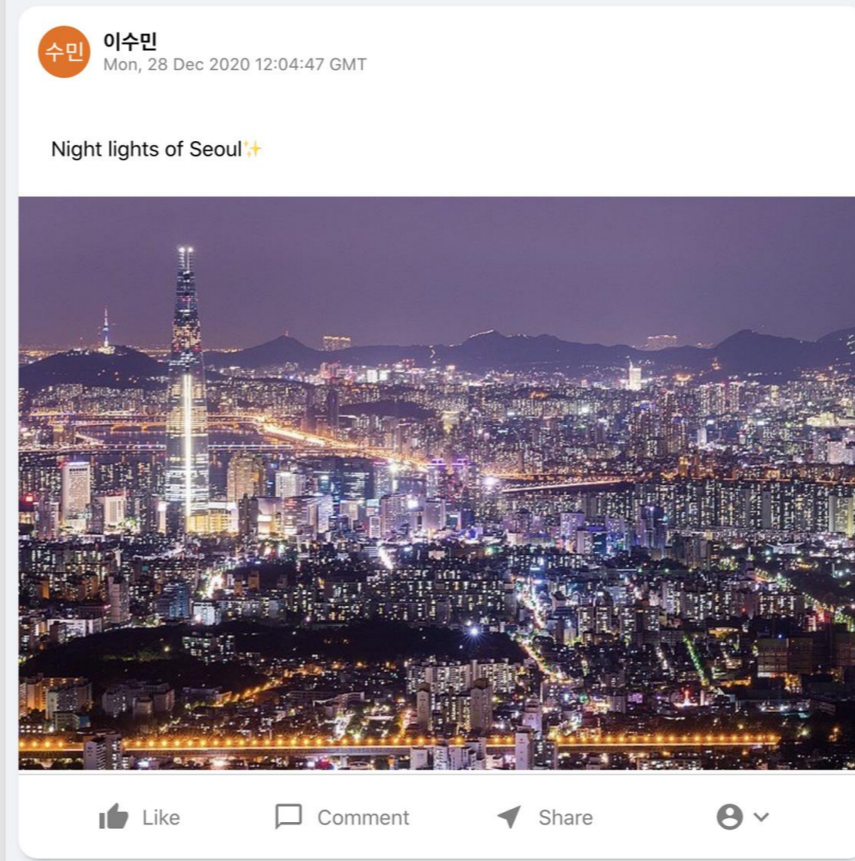 수민
이수민
Mon, 28 Dec 2020 12:04:47 GMT
Night lights of Seoul✨
Like
Comment
Share